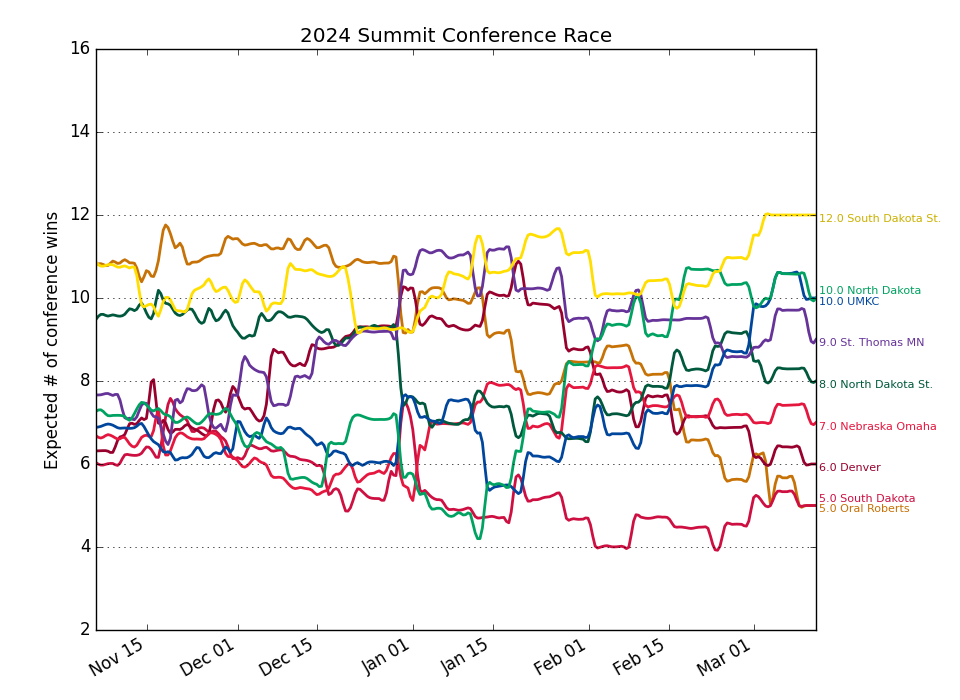 2024 Summit Conference Race
Expected # of conference wins
16
14
12
10
8
6
4
2
Nov 15
Dec 01
Dec 15
Jan 01
Jan 15
Feb 01
Feb 15
Mar 01
12.0 South Dakota St.
10.0 North Dakota
10.0 UMKC
9.0 St. Thomas MN
8.0 North Dakota St.
7.0 Nebraska Omaha
6.0 Denver
5.0 South Dakota
5.0 Oral Roberts